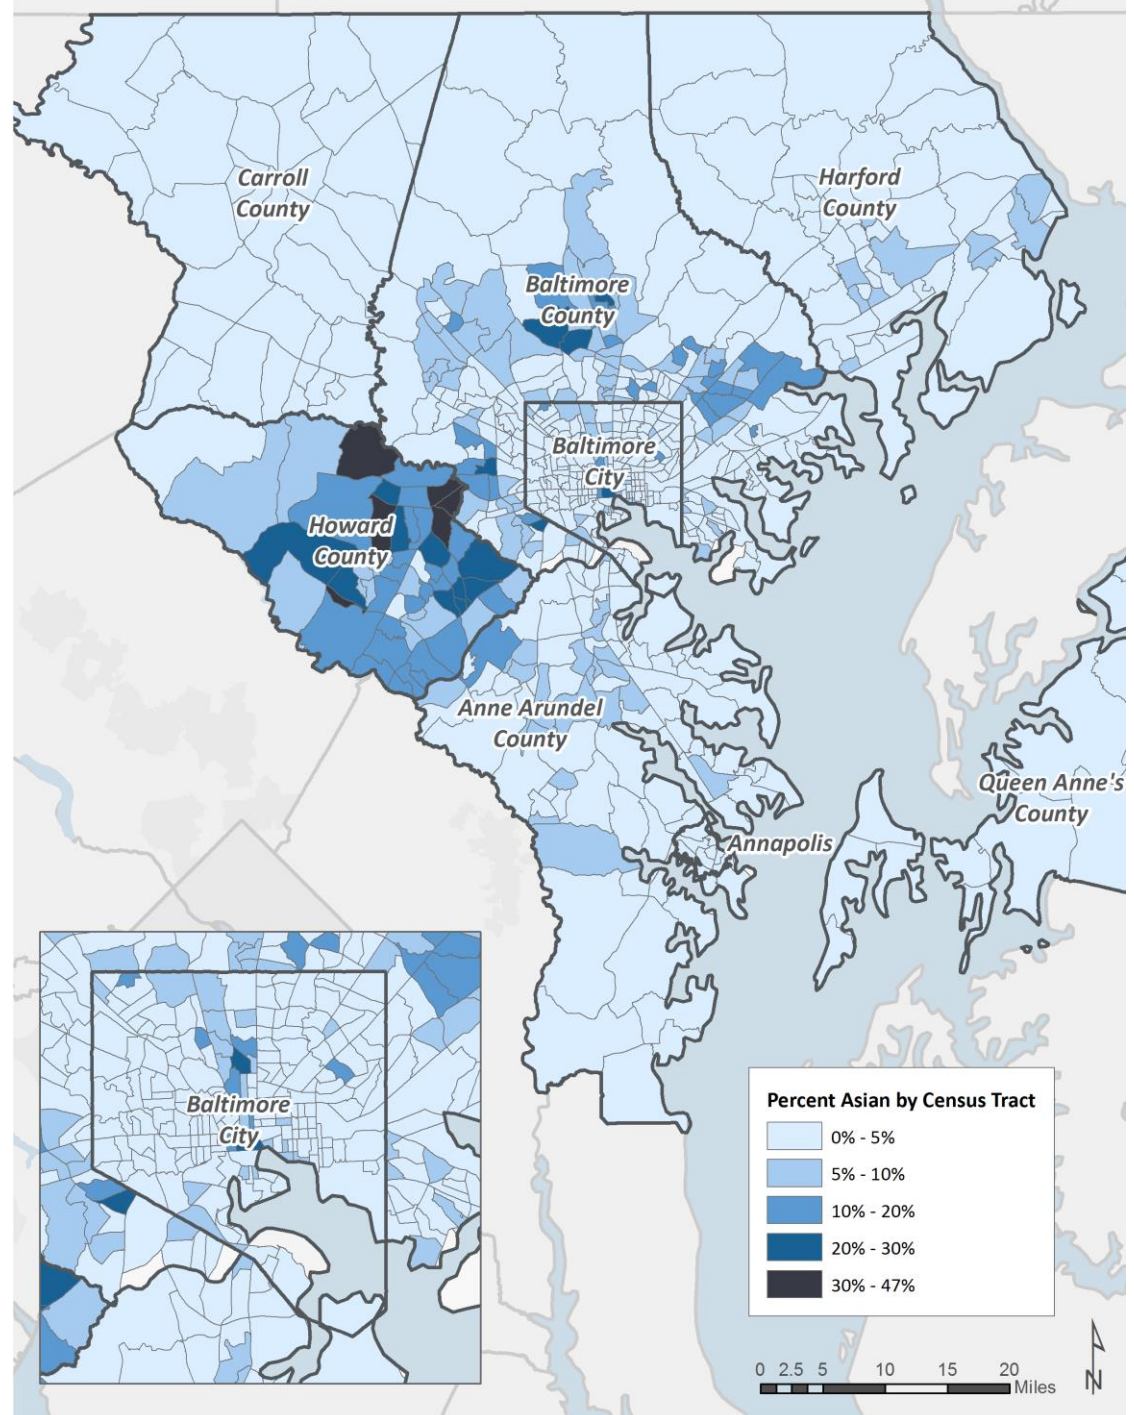 Carroll
County
Harford
County
Baltimore
County
Baltimore
City
Howard
County
Anne Arundel
County
Queen Anne's
County
Annapolis
Baltimore
City
Percent Asian by Census Tract
0% - 5%
5% - 10%
10% - 20%
20% - 30%
30% - 47%
0 2.5 5 10 15 20
Miles
N